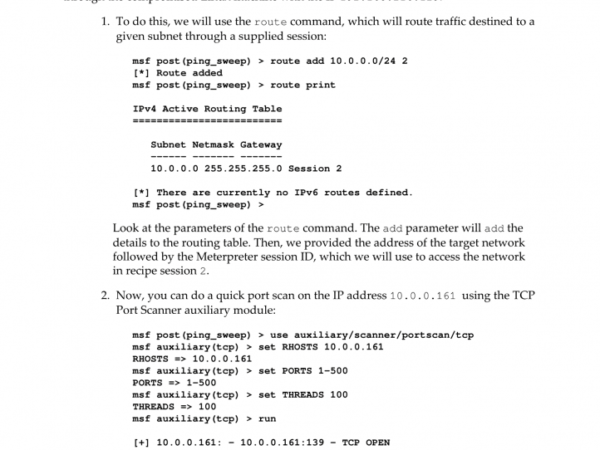 1. To do this, we will use the route command, which will route traffic destined to a
given subnet through a supplied session:
msf post(ping_sweep) > route add 10.0.0.0/24 2
[*] Route added
msf post(ping_sweep) > route print
IPv4 Active Routing Table
=========================
Subnet Netmask Gateway
------ ------- -------
10.0.0.0 255.255.255.0 Session 2
[*] There are currently no IPv6 routes defined.
msf post(ping_sweep) >
Look at the parameters of the route command. The add parameter will add the
details to the routing table. Then, we provided the address of the target network
followed by the Meterpreter session ID, which we will use to access the network
in recipe session 2.
2. Now, you can do a quick port scan on the IP address 10.0.0.161 using the TCP
Port Scanner auxiliary module:
msf post(ping_sweep) > use auxiliary/scanner/portscan/tcp
msf auxiliary(tcp) > set RHOSTS 10.0.0.161
RHOSTS => 10.0.0.161
msf auxiliary(tcp) > set PORTS 1-500
PORTS => 1-500
msf auxiliary(tcp) > set THREADS 100
THREADS => 100
msf auxiliary(tcp) > run
[+] 10.0.0.161: - 10.0.0.161:139 - TCP OPEN